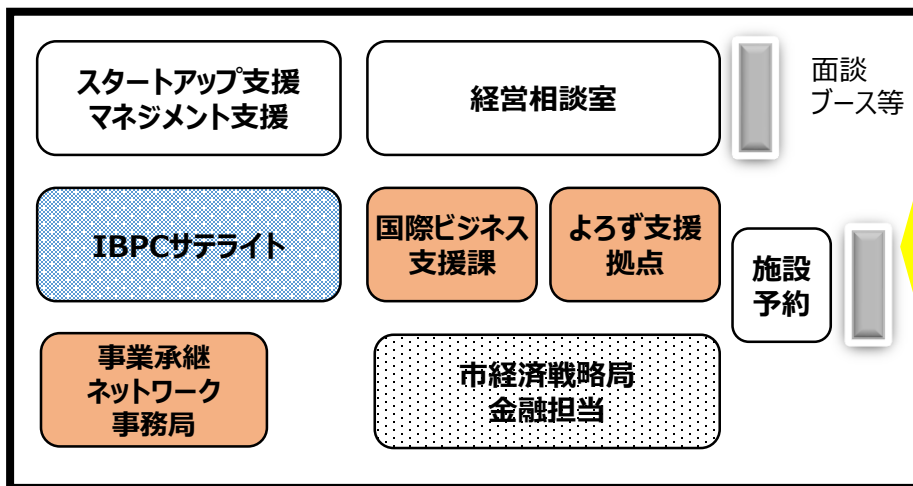 スタートアップ支援
マネジメント支援
経営相談室
面談
ブース等
IBPCサテライト
国際ビジネス
支援課
よろず支援
拠点
施設
予約
事業承継
ネットワーク
事務局
市経済戦略局
金融担当